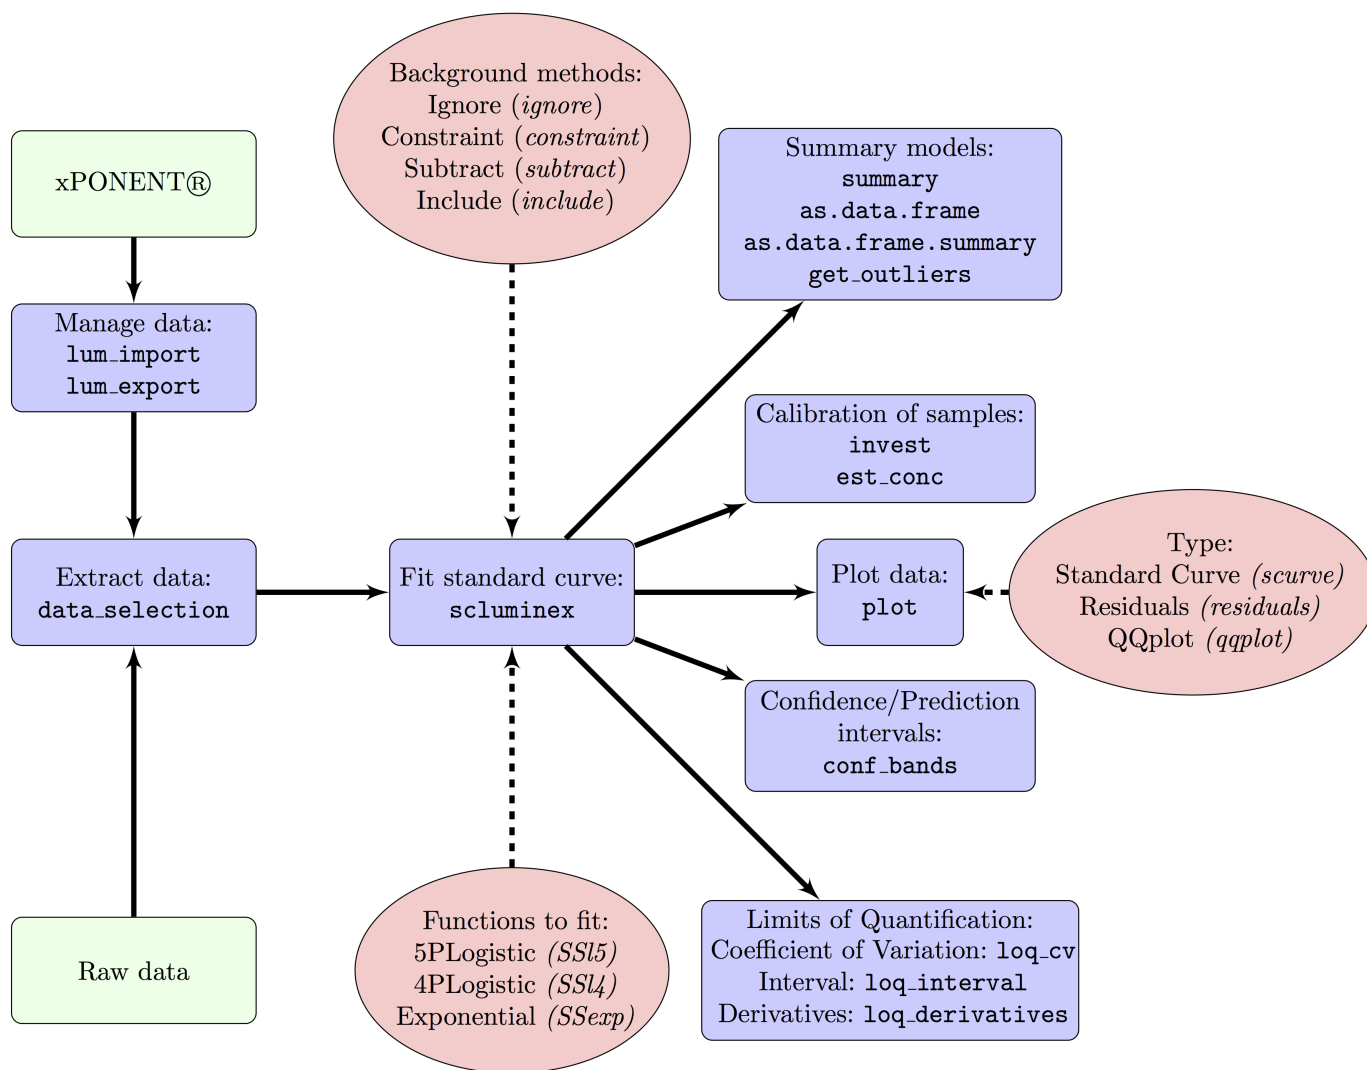 xPONENT®
Manage data:
lum_import
lum_export
Extract data:
data_selection
Raw data
Background methods:
Ignore (ignore)
Constraint (constraint)
Subtract (subtract)
Include (include)
Fit standard curve:
scluminex
Functions to fit:
5PLogistic (SSl5)
4PLogistic (SSl4)
Exponential (SSexp)
Summary models:
summary
as.data.frame
as.data.frame.summary
get_outliers
Calibration of samples:
invest
est_conc
Plot data:
plot
Type:
Standard Curve (scurve)
Residuals (residuals)
QQplot (qqplot)
Confidence/Prediction
intervals:
conf_bands
Limits of Quantification:
Coefficient of Variation: loq_cv
Interval: loq_interval
Derivatives: loq_derivatives